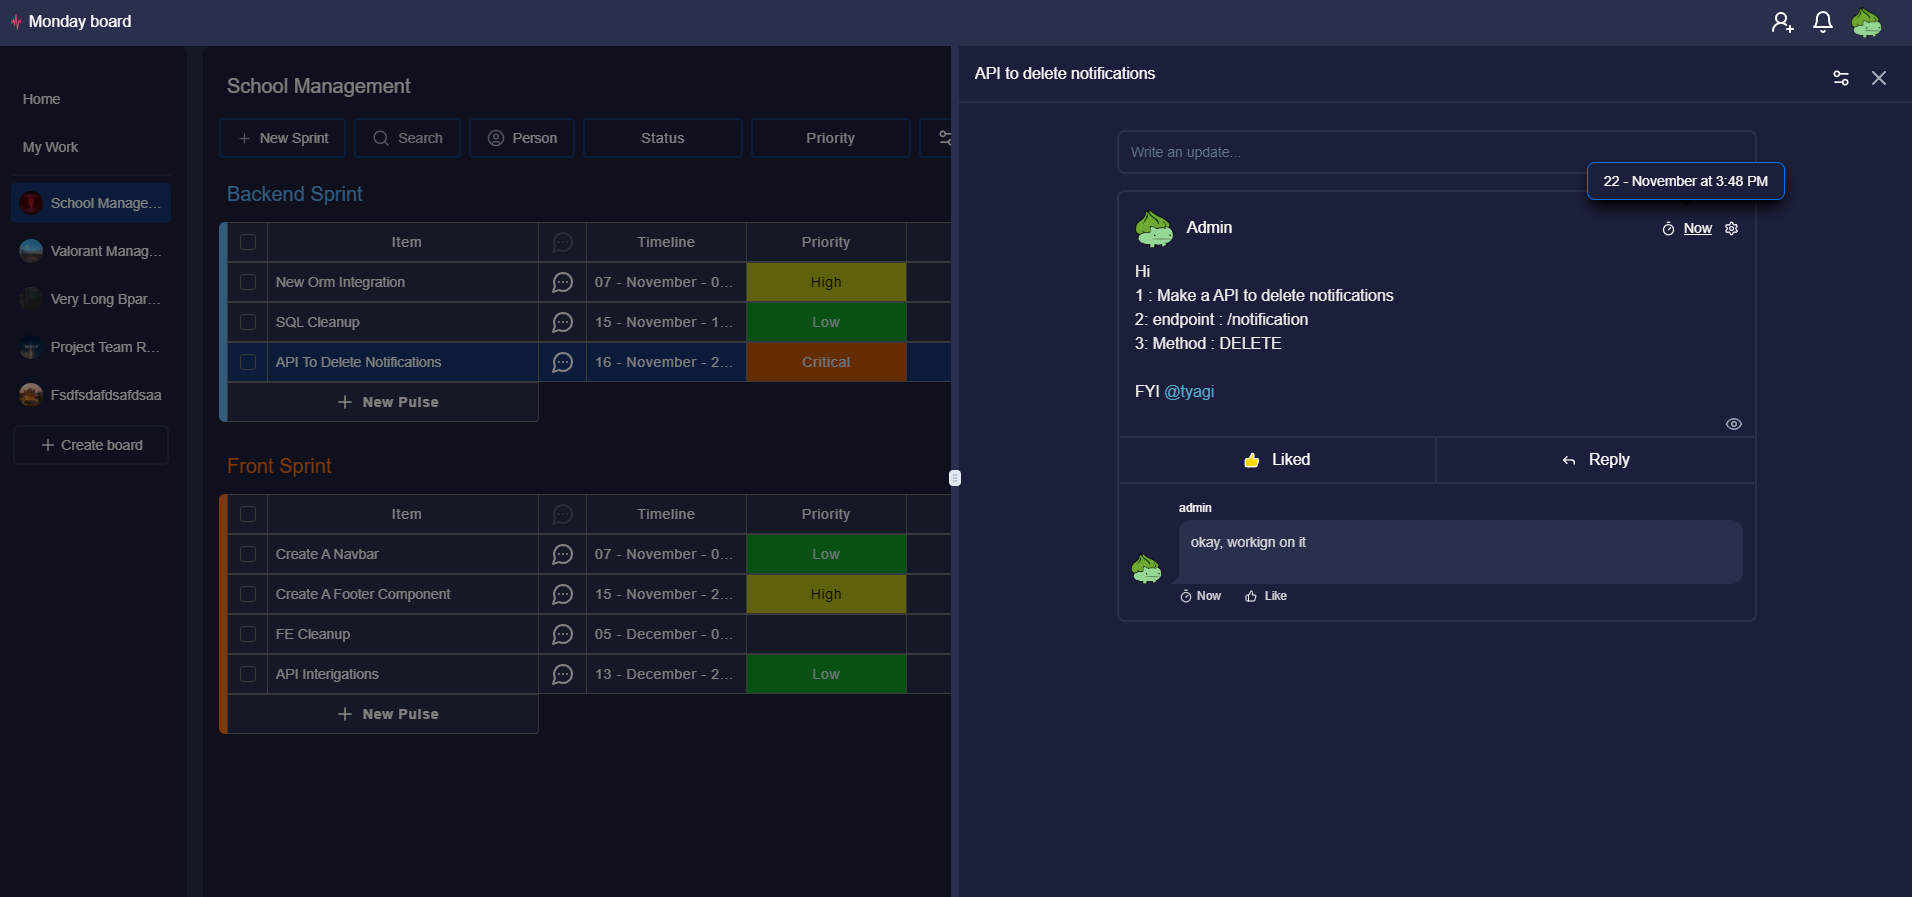 Monday board
Home
My Work
School Manage...
Valorant Manag...
Very Long Bpar...
Project Team R...
Fsdfsdafdsafdsaa
Create board
School Management
New Sprint
Search
Person
Status
Priority
Backend Sprint
Item Timeline Priority
New Orm Integration 07 - November - 0... High
SQL Cleanup 15 - November - 1... Low
API To Delete Notifications 16 - November - 2... Critical
New Pulse
Front Sprint
Item Timeline Priority
Create A Navbar 07 - November - 0... Low
Create A Footer Component 15 - November - 2... High
FE Cleanup 05 - December - 0...
API Interigations 13 - December - 2... Low
New Pulse
API to delete notifications
Write an update...
22 - November at 3:48 PM
Admin
Now
Hi
1 : Make a API to delete notifications
2: endpoint : /notification
3: Method : DELETE
FYI @tyagi
Liked
Reply
admin
okay, workign on it
Now
Like